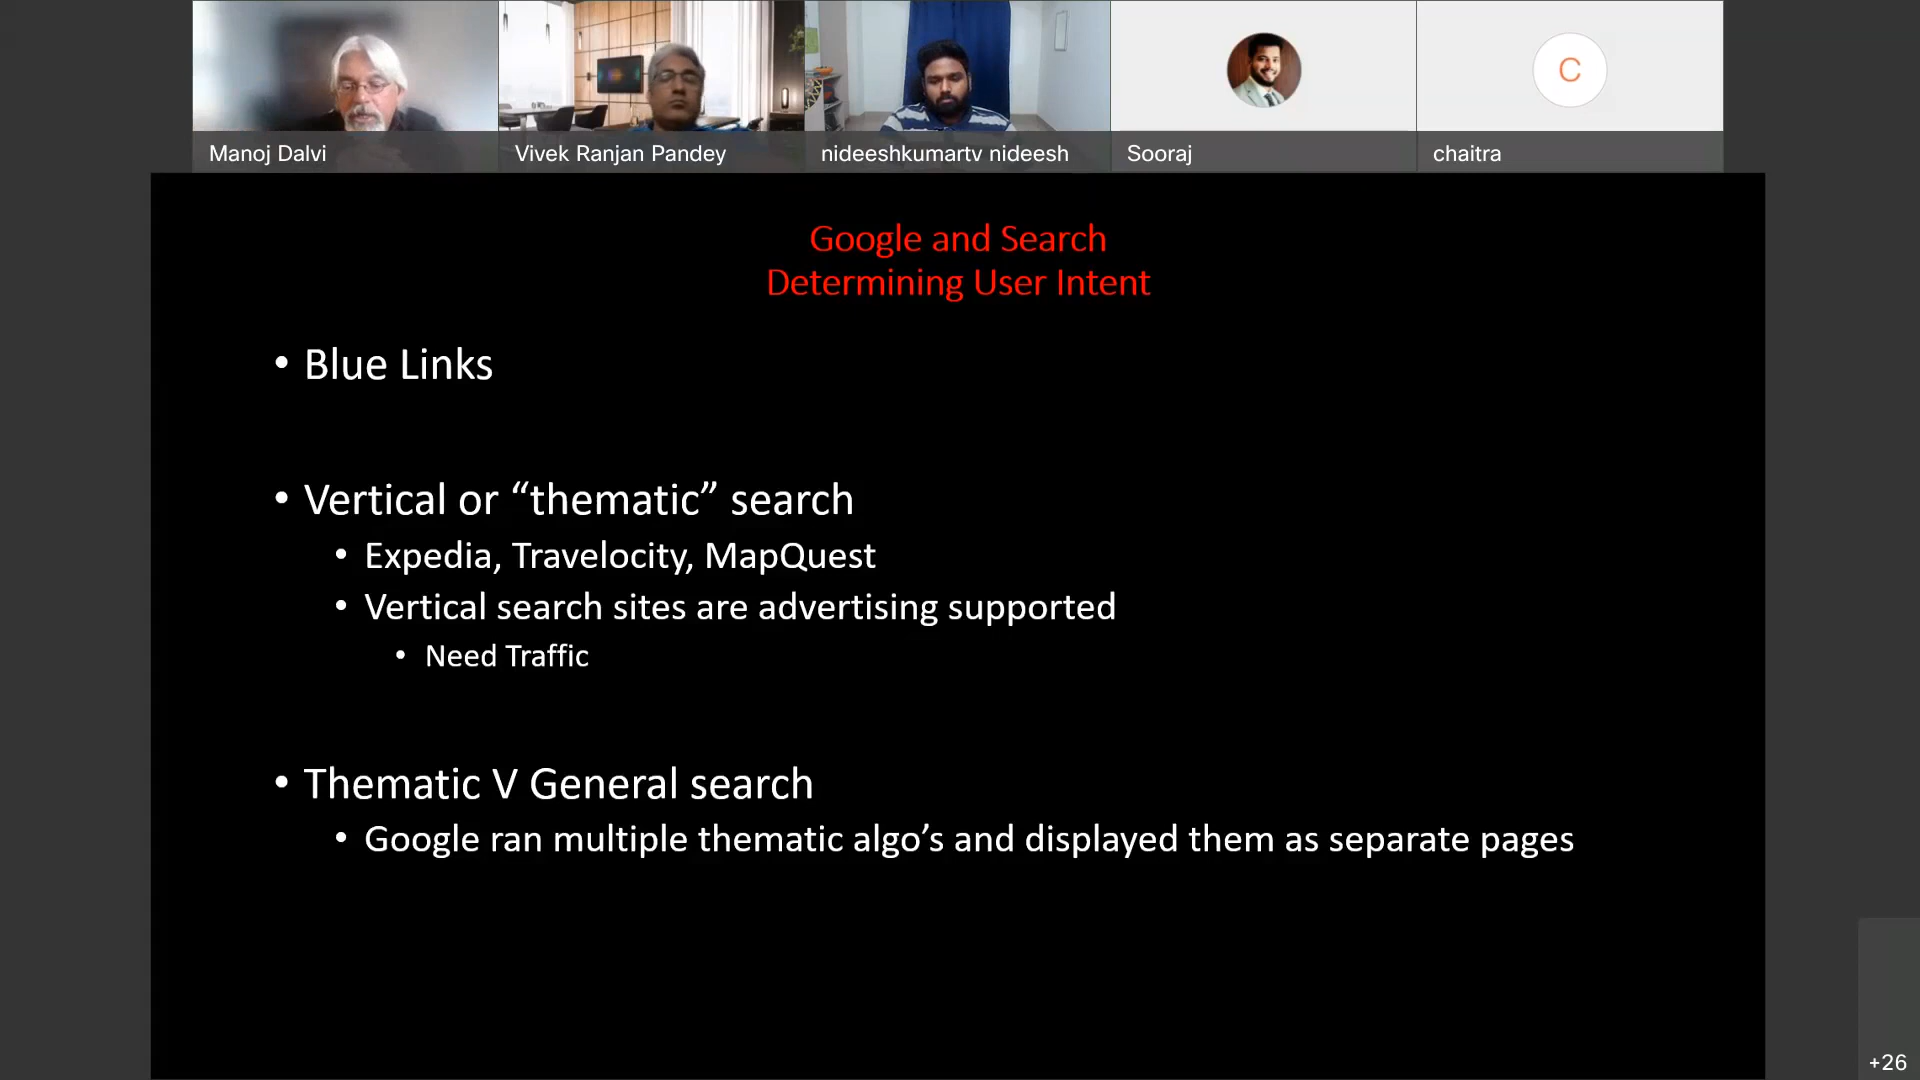 Manoj Dalvi
Vivek Ranjan Pandey
nideeshkumartv nideesh
Sooraj
C
chaitra
Google and Search
Determining User Intent
• Blue Links
• Vertical or “thematic” search
• Expedia, Travelocity, MapQuest
• Vertical search sites are advertising supported
• Need Traffic
• Thematic V General search
• Google ran multiple thematic algo’s and displayed them as separate pages
+26